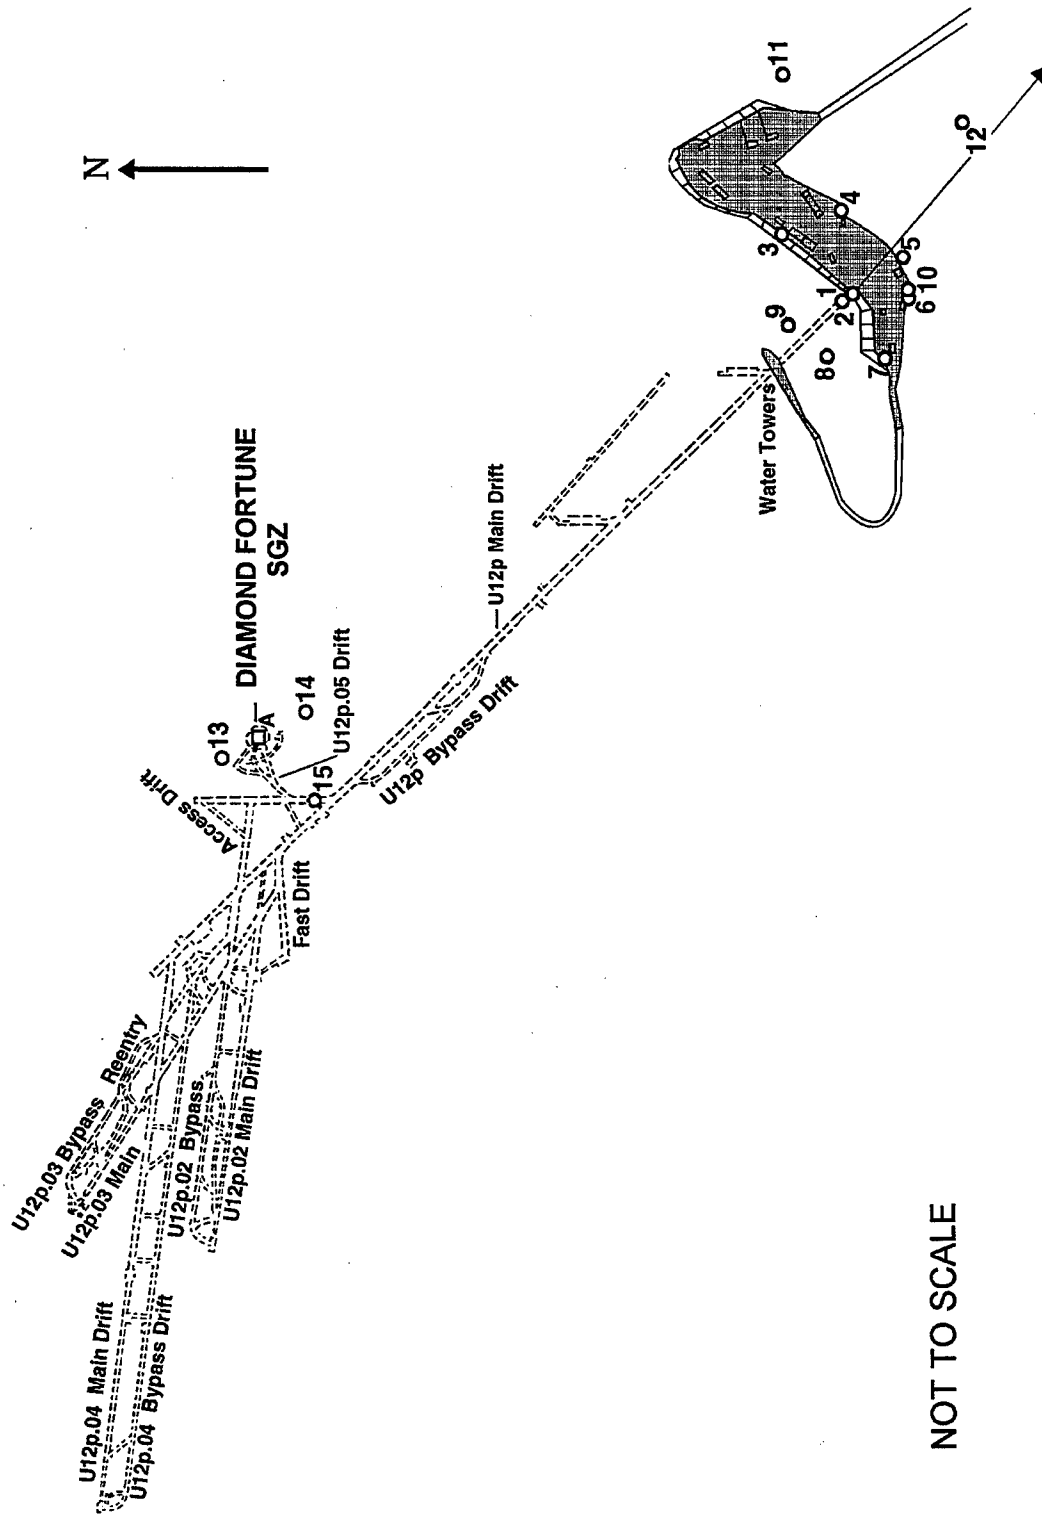 N
DIAMOND FORTUNE
SGZ
A
13
14
15
U12p.05 Drift
Access Drift
Fast Drift
U12p Main Drift
U12p Bypass Drift
U12p.03 Bypass Reentry
U12p.03 Main
U12p.02 Bypass
U12p.02 Main Drift
U12p.04 Main Drift
U12p.04 Bypass Drift
Water Towers
11
12
3
4
9
8
2
1
5
10
6
7
NOT TO SCALE